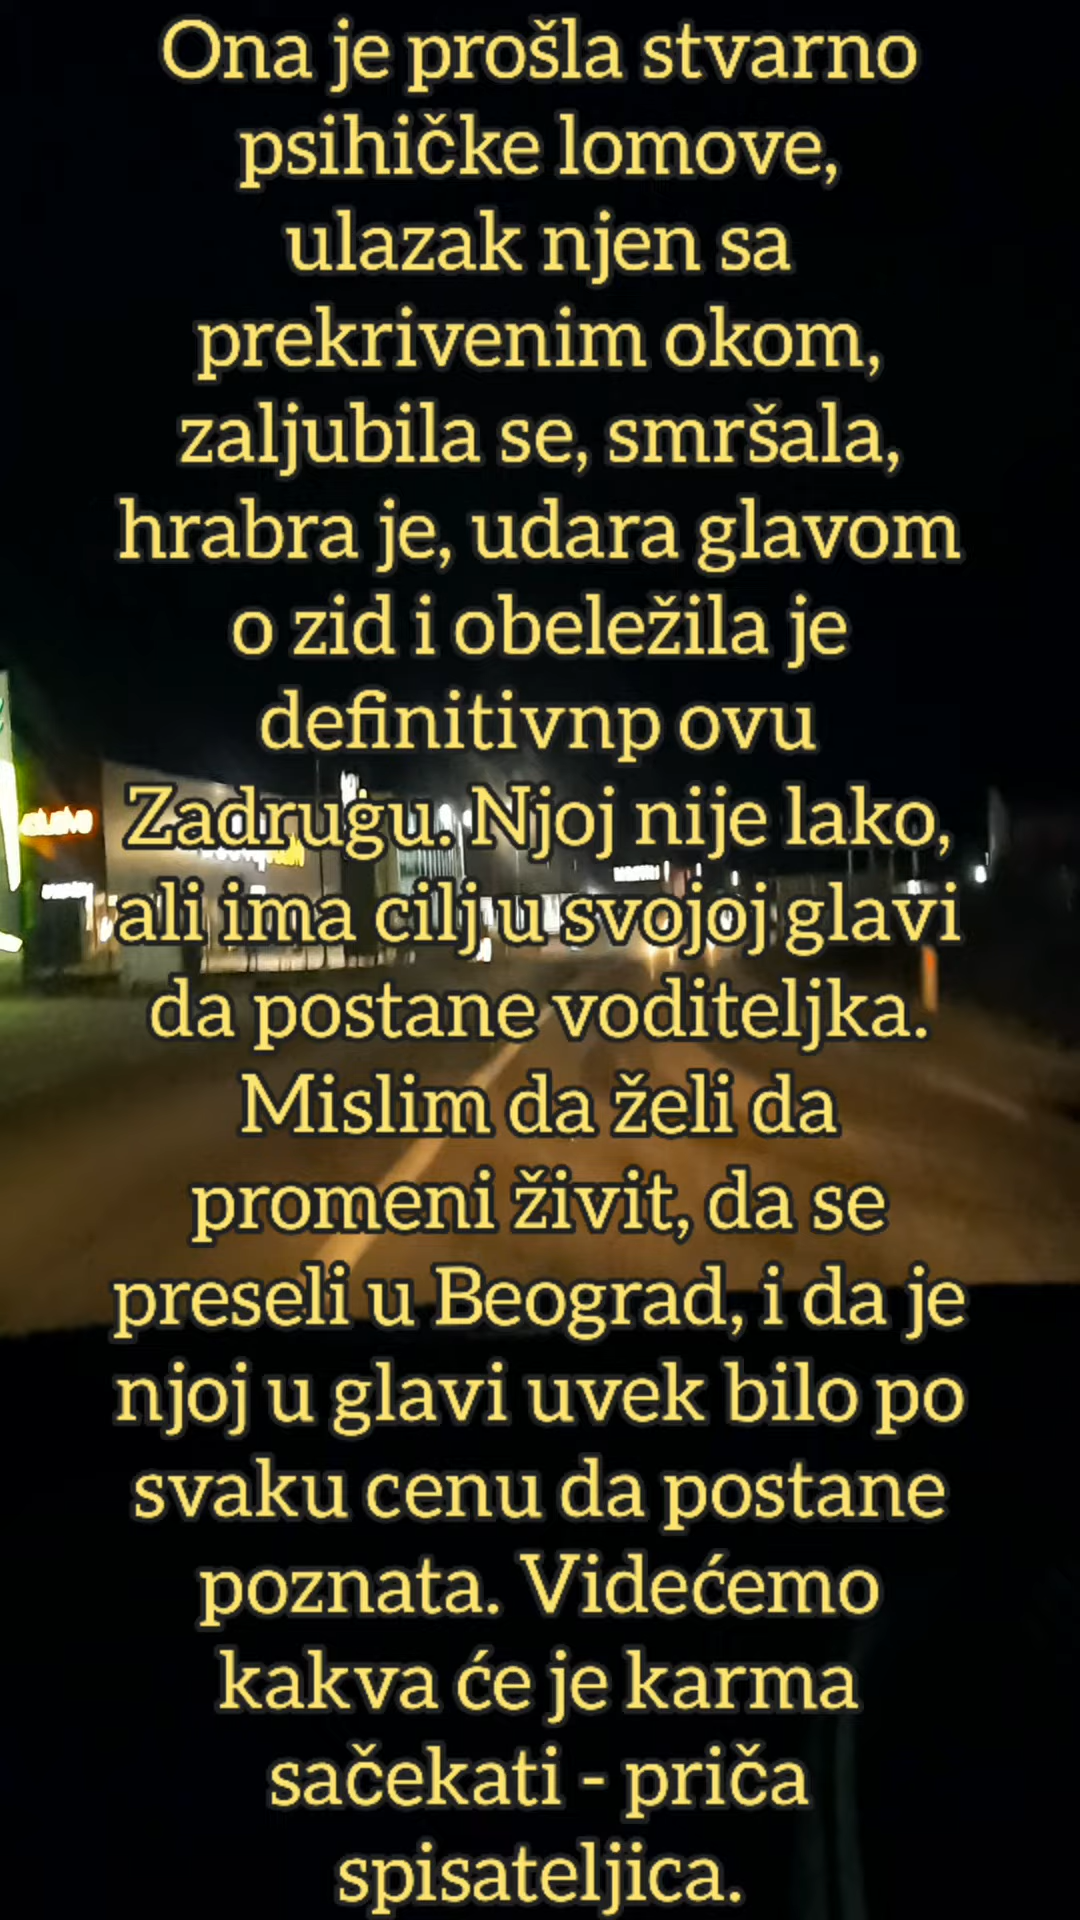 Ona je prošla stvarno
psihičke lomove,
ulazak njen sa
prekrivenim okom,
zaljubila se, smršala,
hrabra je, udara glavom
o zid i obeležila je
definitivnp ovu
Zadrugu. Njoj nije lako,
ali ima cilj u svojoj glavi
da postane voditeljka.
Mislim da želi da
promeni živit, da se
preseli u Beograd, i da je
njoj u glavi uvek bilo po
svaku cenu da postane
poznata. Videćemo
kakva će je karma
sačekati - priča
spisateljica.